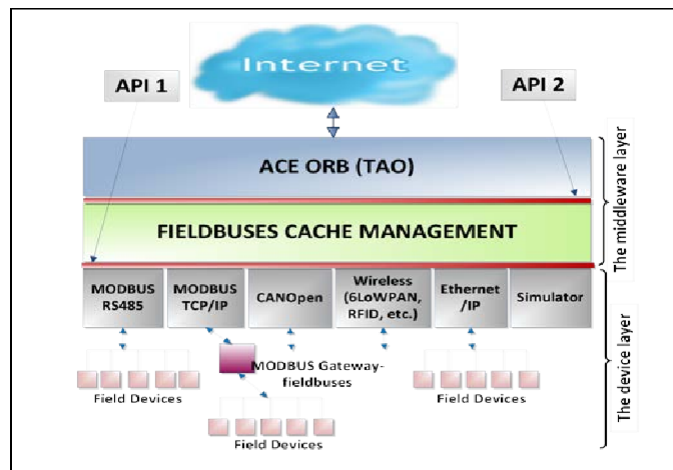 Internet
API 1
API 2
ACE ORB (TAO)
FIELDBUSES CACHE MANAGEMENT
The middleware layer
MODBUS
RS485
MODBUS
TCP/IP
CANOpen
Wireless
(6LoWPAN,
RFID, etc.)
Ethernet
/IP
Simulator
MODBUS Gateway-
fieldbuses
Field Devices
Field Devices
Field Devices
The device layer